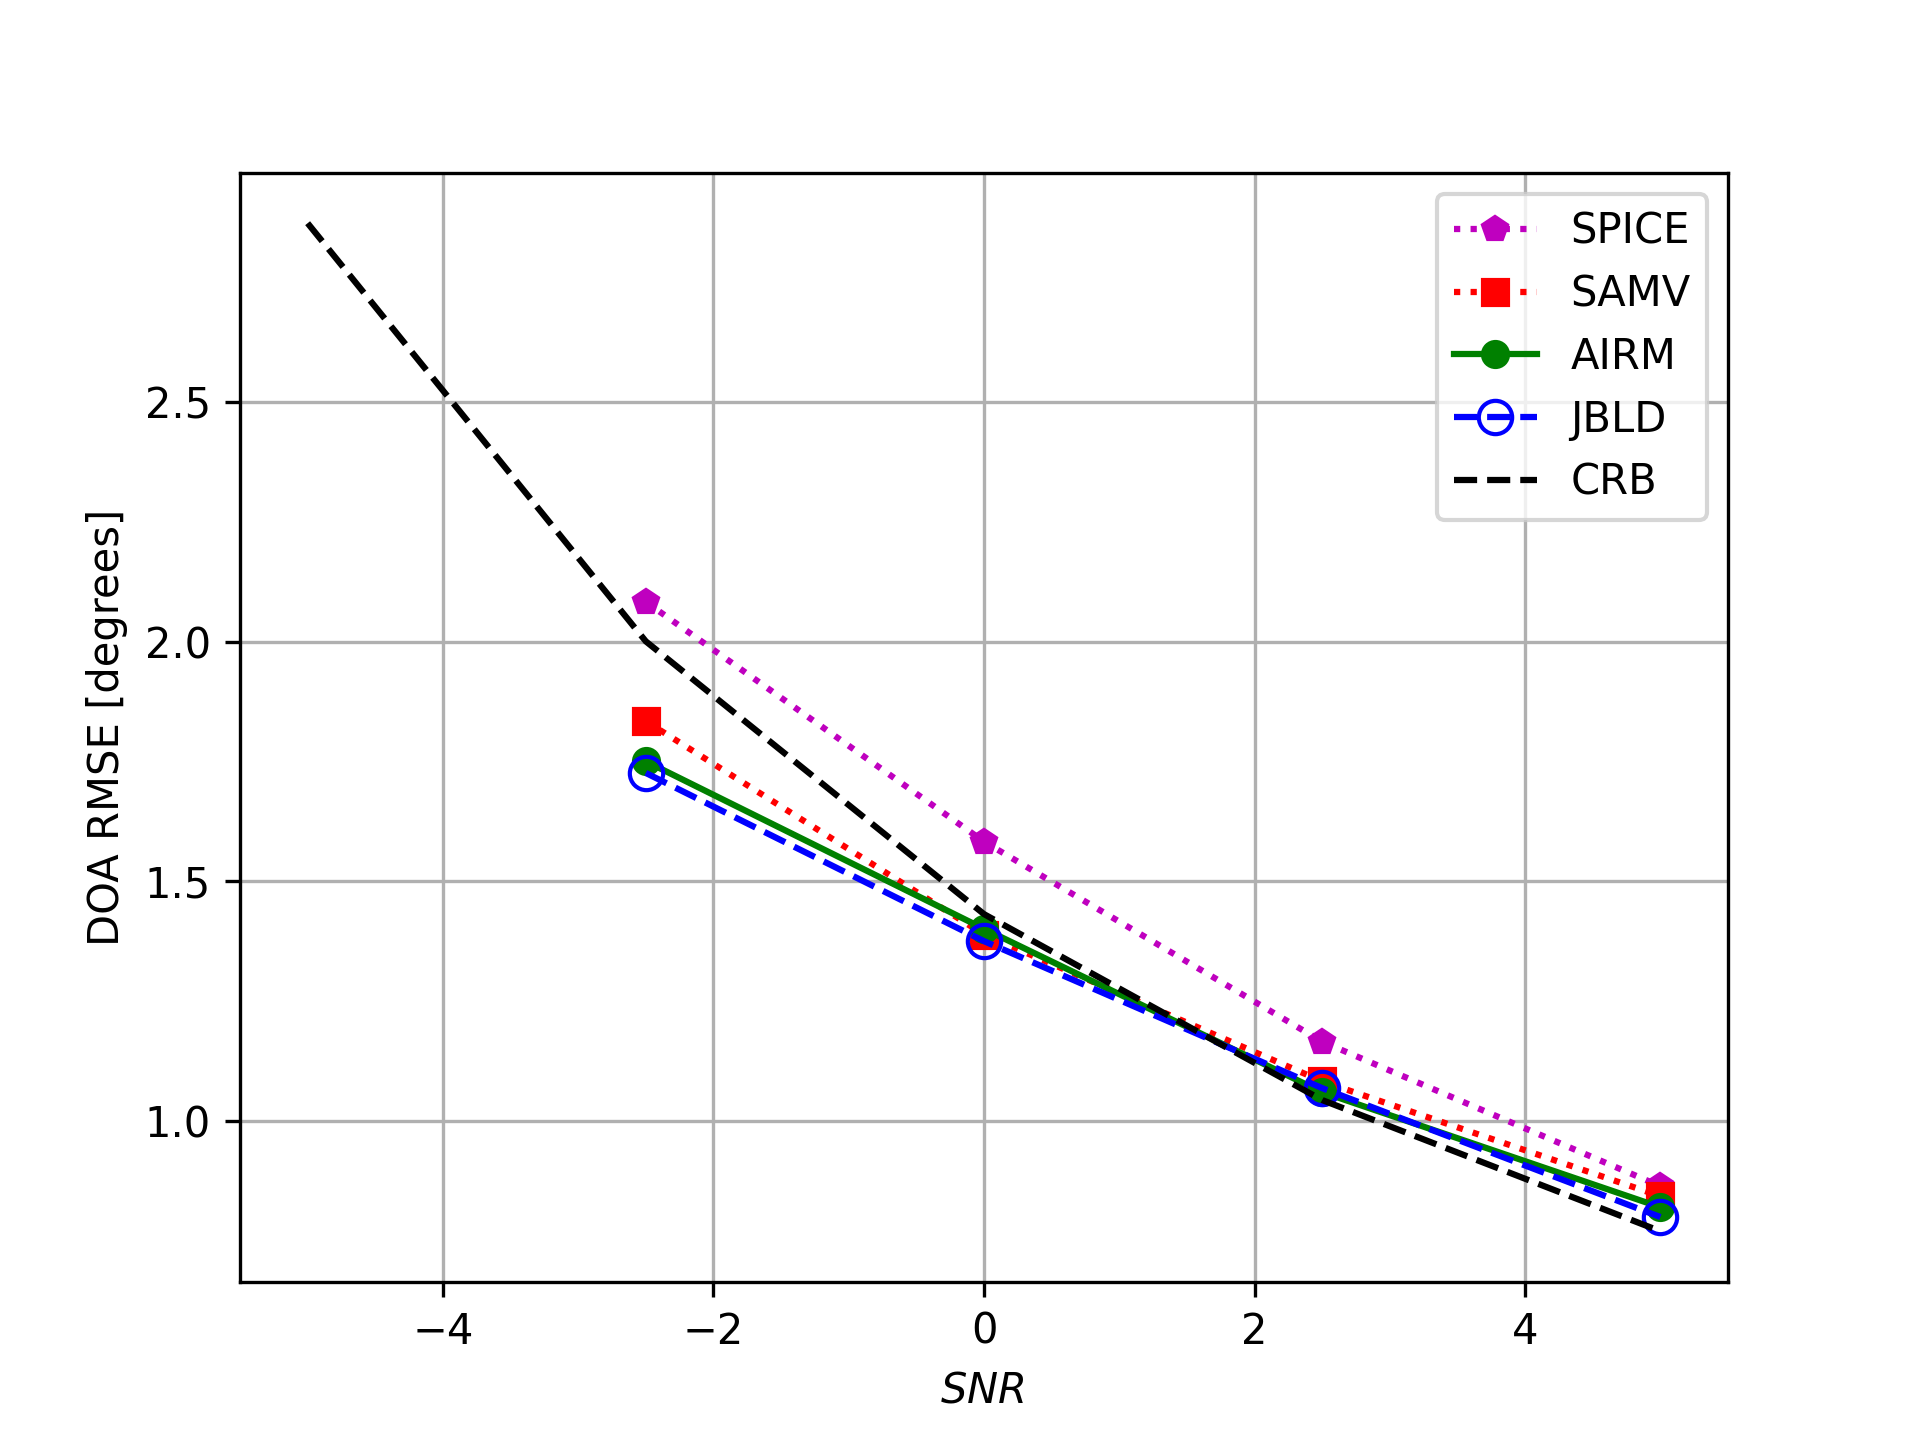 SPICE
SAMV
AIRM
JBLD
CRB
2.5
2.0
1.5
1.0
DOA RMSE [degrees]
−4
−2
0
2
4
SNR